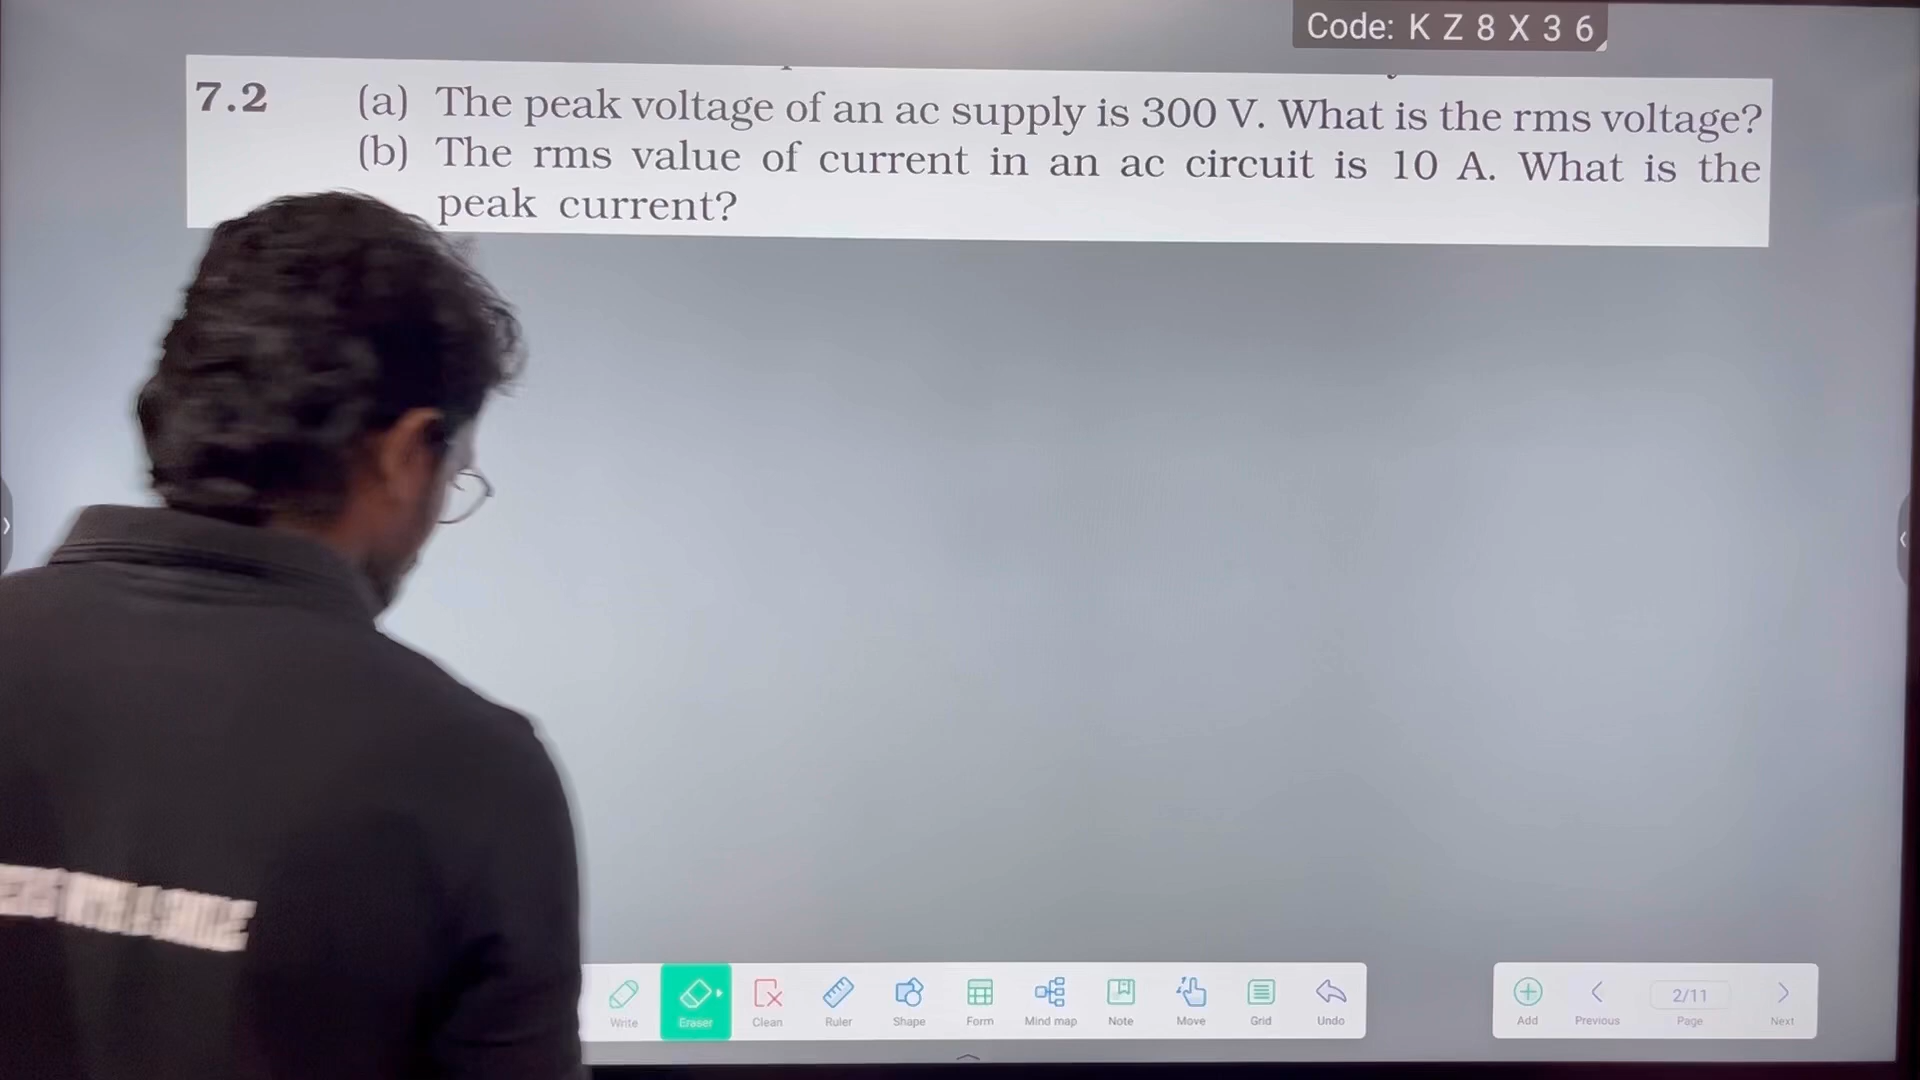 Code: K Z 8 X 3 6
7.2 (a) The peak voltage of an ac supply is 300 V. What is the rms voltage?
(b) The rms value of current in an ac circuit is 10 A. What is the
peak current?
Write Eraser Clean Ruler Shape Form Mind map Note Move Grid Undo
Add Previous 2/11 Page Next